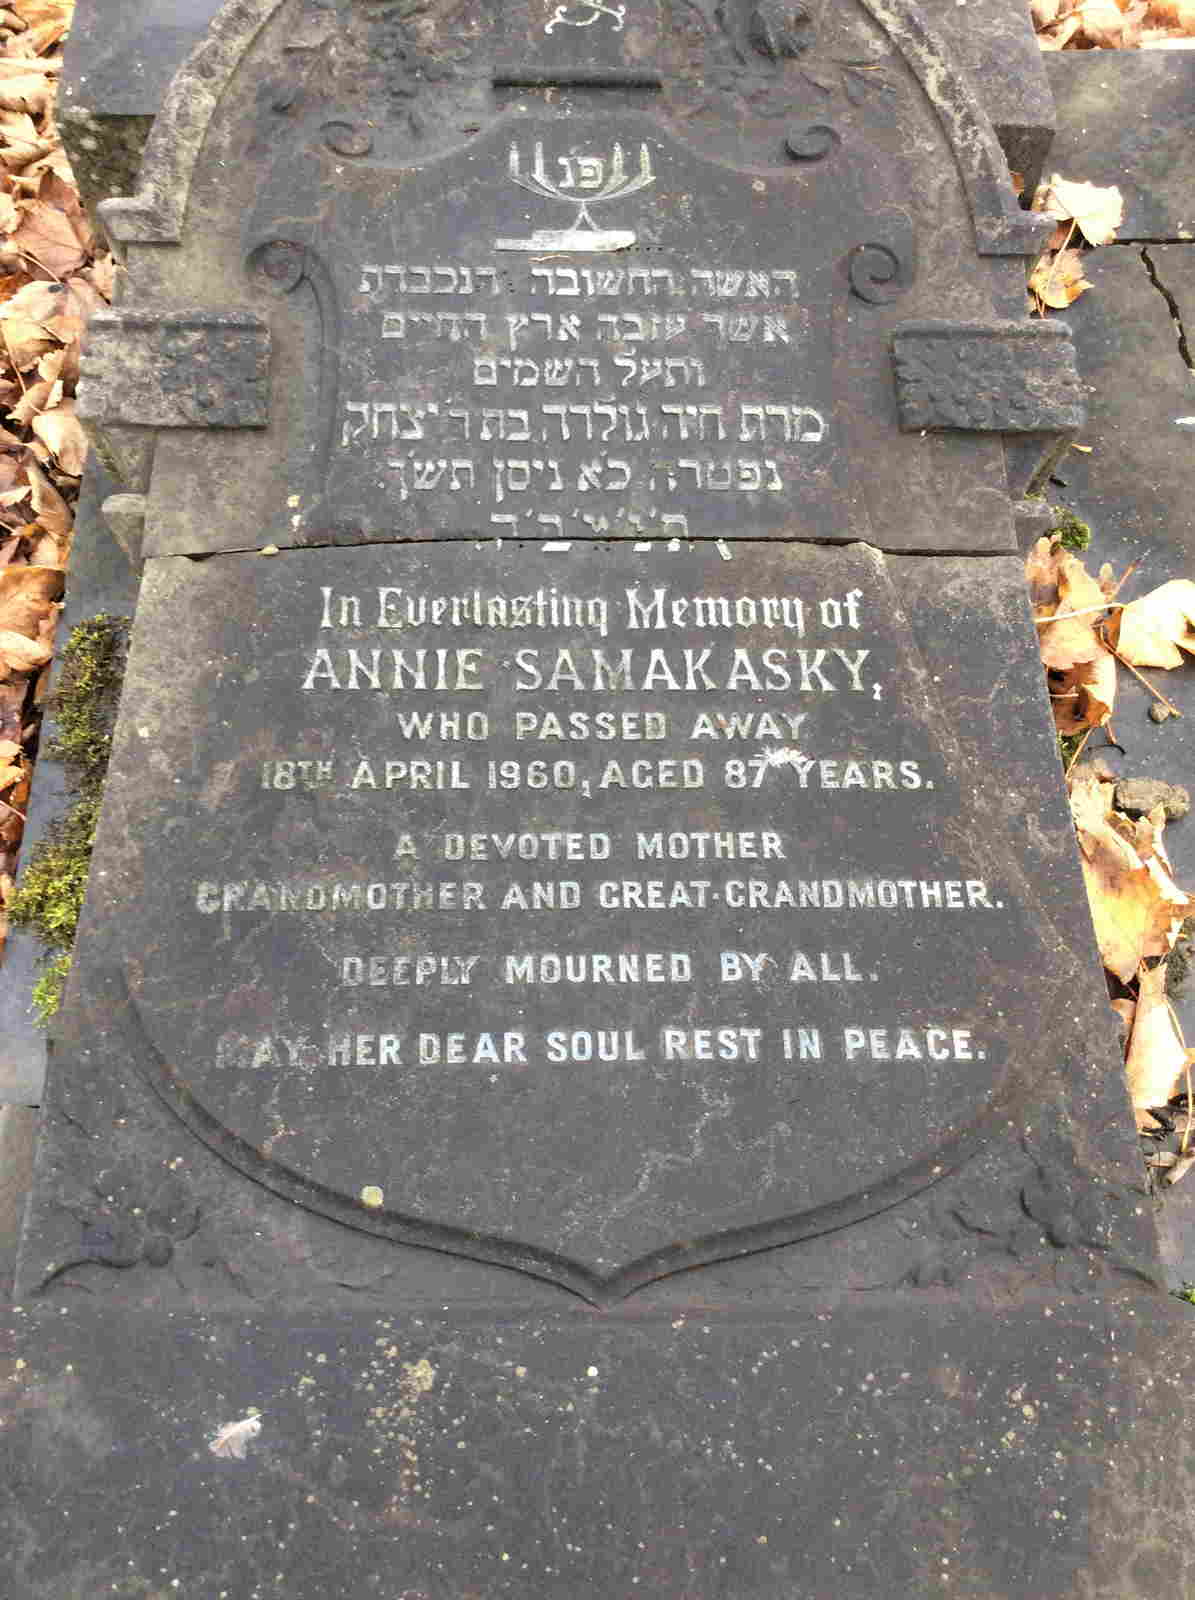 פנ
האשה החשובה הנכבדת
אשר עזבה ארץ החיים
ותעל השמים
מרת חיה גולדה בת ר' יצחק
נפטרה כ'א ניסן תש'ך
ת'נ'צ'ב'ה
In Everlasting Memory of
ANNIE SAMAKASKY,
WHO PASSED AWAY
18TH APRIL 1960, AGED 87 YEARS.
A DEVOTED MOTHER
GRANDMOTHER AND GREAT-GRANDMOTHER.
DEEPLY MOURNED BY ALL.
MAY HER DEAR SOUL REST IN PEACE.